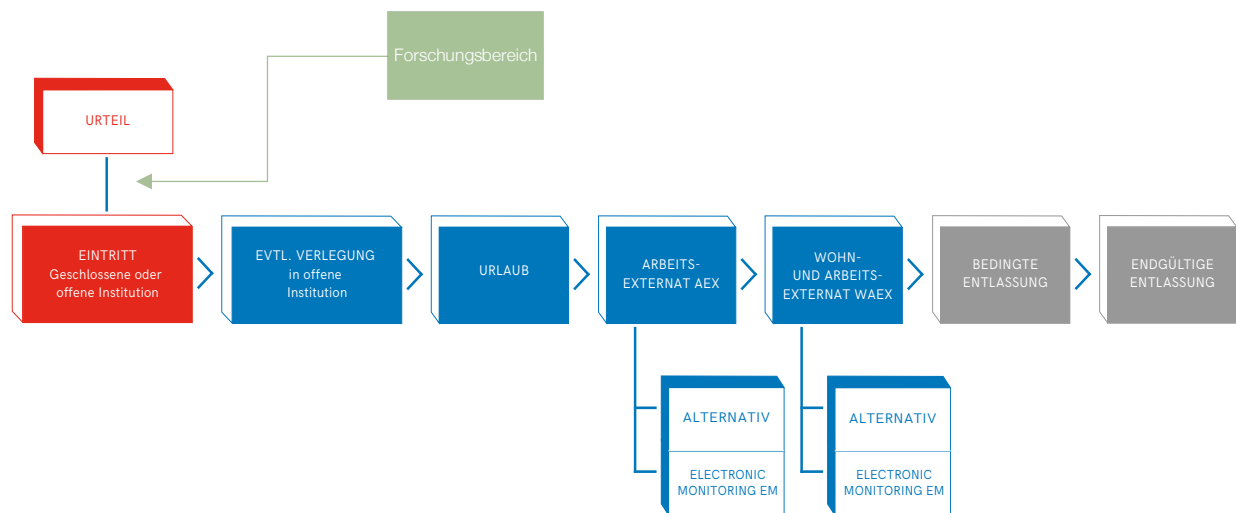 Forschungsbereich
URTEIL
EINTRITT
Geschlossene oder
offene Institution
EVTL. VERLEGUNG
in offene
Institution
URLAUB
ARBEITS-
EXTERNAT AEX
WOHN-
UND ARBEITS-
EXTERNAT WAEX
BEDINGTE
ENTLASSUNG
ENDGÜLTIGE
ENTLASSUNG
ALTERNATIV
ELECTRONIC
MONITORING EM
ALTERNATIV
ELECTRONIC
MONITORING EM